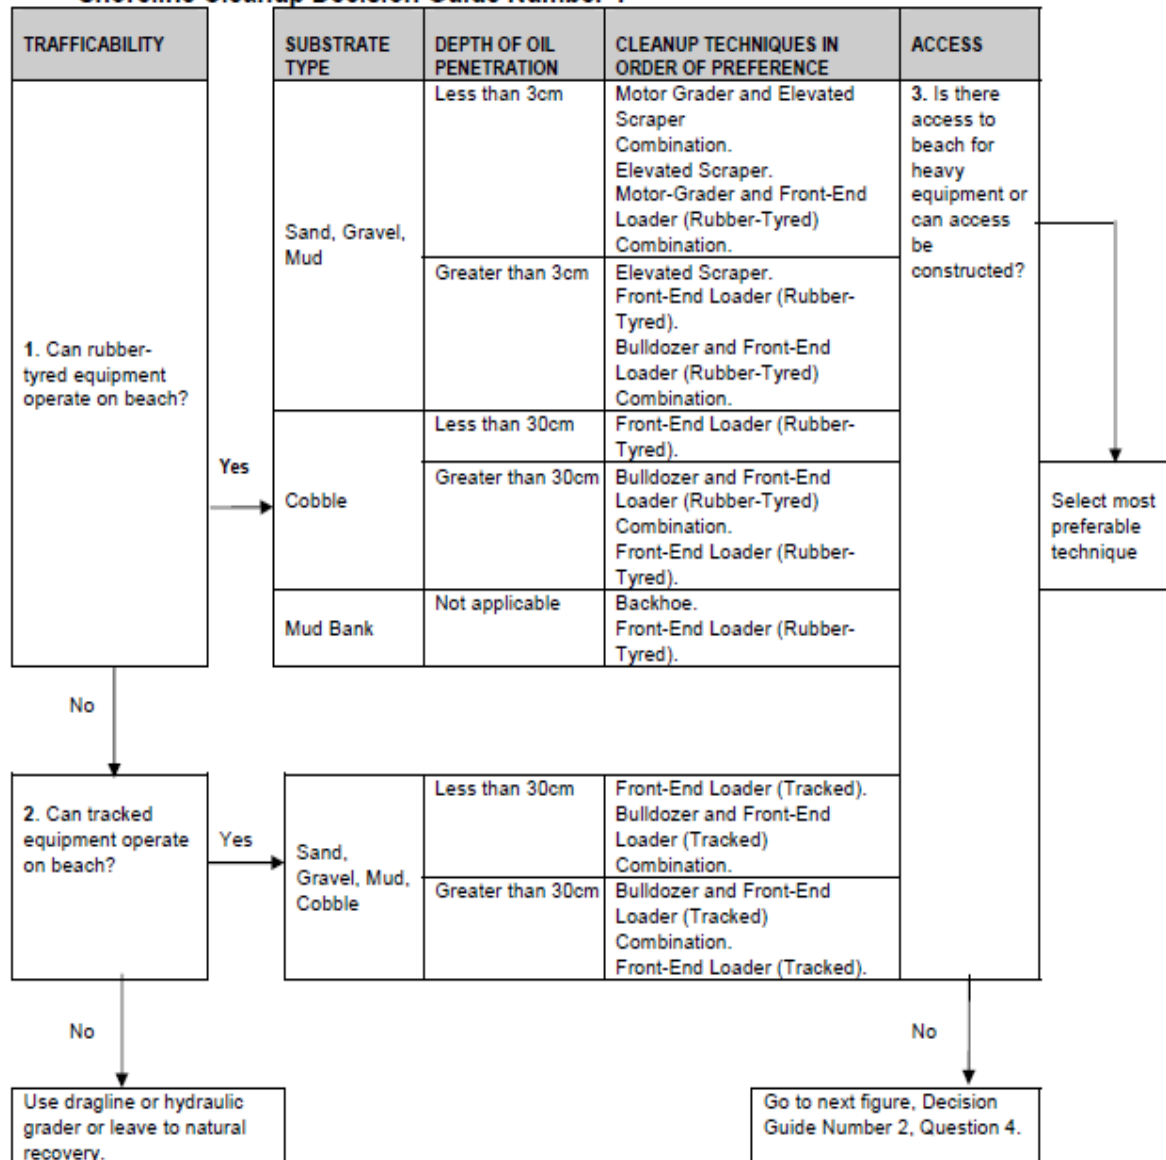 Shoreline Cleanup Decision Guide Number 1
TRAFFICABILITY
SUBSTRATE
TYPE
DEPTH OF OIL
PENETRATION
CLEANUP TECHNIQUES IN
ORDER OF PREFERENCE
ACCESS
1. Can rubber-
tyred equipment
operate on beach?
Yes
Sand, Gravel,
Mud
Less than 3cm
Motor Grader and Elevated
Scraper
Combination.
Elevated Scraper.
Motor-Grader and Front-End
Loader (Rubber-Tyred)
Combination.
Greater than 3cm
Elevated Scraper.
Front-End Loader (Rubber-
Tyred).
Bulldozer and Front-End
Loader (Rubber-Tyred)
Combination.
Cobble
Less than 30cm
Front-End Loader (Rubber-
Tyred).
Greater than 30cm
Bulldozer and Front-End
Loader (Rubber-Tyred)
Combination.
Front-End Loader (Rubber-
Tyred).
Mud Bank
Not applicable
Backhoe.
Front-End Loader (Rubber-
Tyred).
3. Is there
access to
beach for
heavy
equipment or
can access
be
constructed?
Select most
preferable
technique
No
2. Can tracked
equipment operate
on beach?
Yes
Sand,
Gravel, Mud,
Cobble
Less than 30cm
Front-End Loader (Tracked).
Bulldozer and Front-End
Loader (Tracked)
Combination.
Greater than 30cm
Bulldozer and Front-End
Loader (Tracked)
Combination.
Front-End Loader (Tracked).
No
No
Use dragline or hydraulic
grader or leave to natural
recovery.
Go to next figure, Decision
Guide Number 2, Question 4.